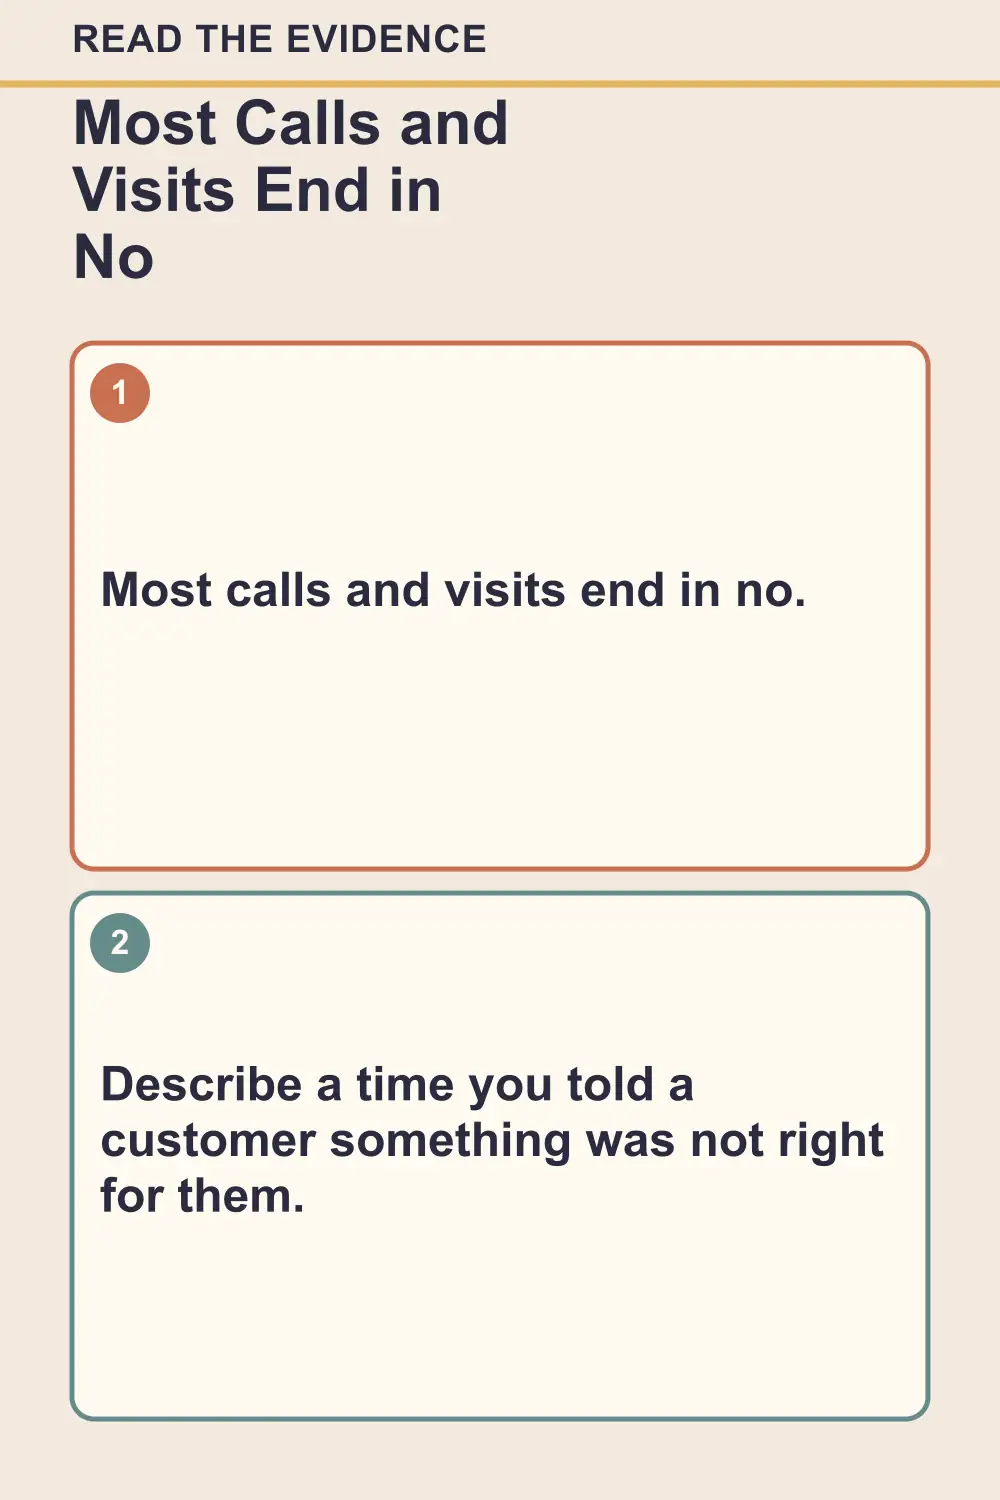 READ THE EVIDENCE
Most Calls and
Visits End in
No
1
Most calls and visits end in no.
2
Describe a time you told a
customer something was not right
for them.